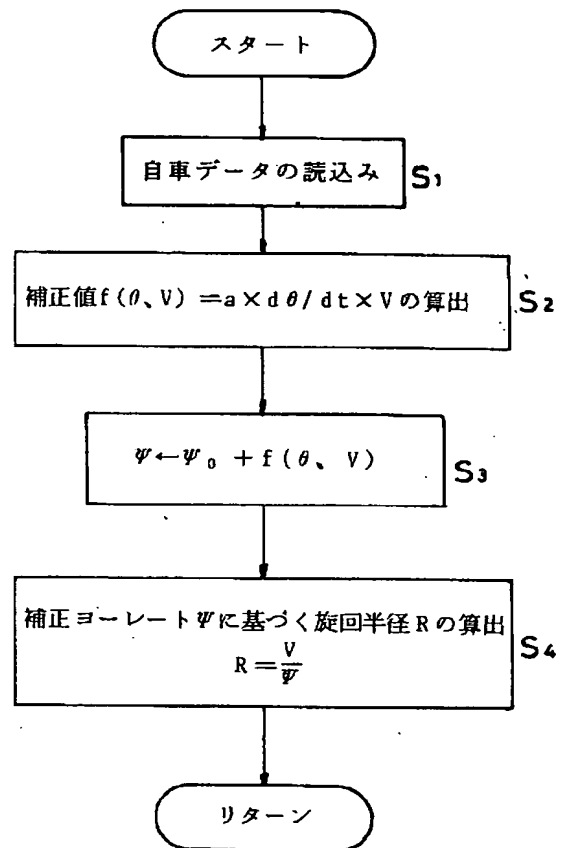 スタート
自車データの読込み S1
補正値f(θ、V)=a×dθ/dt×Vの算出 S2
Ψ←Ψ0+f(θ、V) S3
補正ヨーレートΨに基づく旋回半径Rの算出
R=V/Ψ S4
リターン